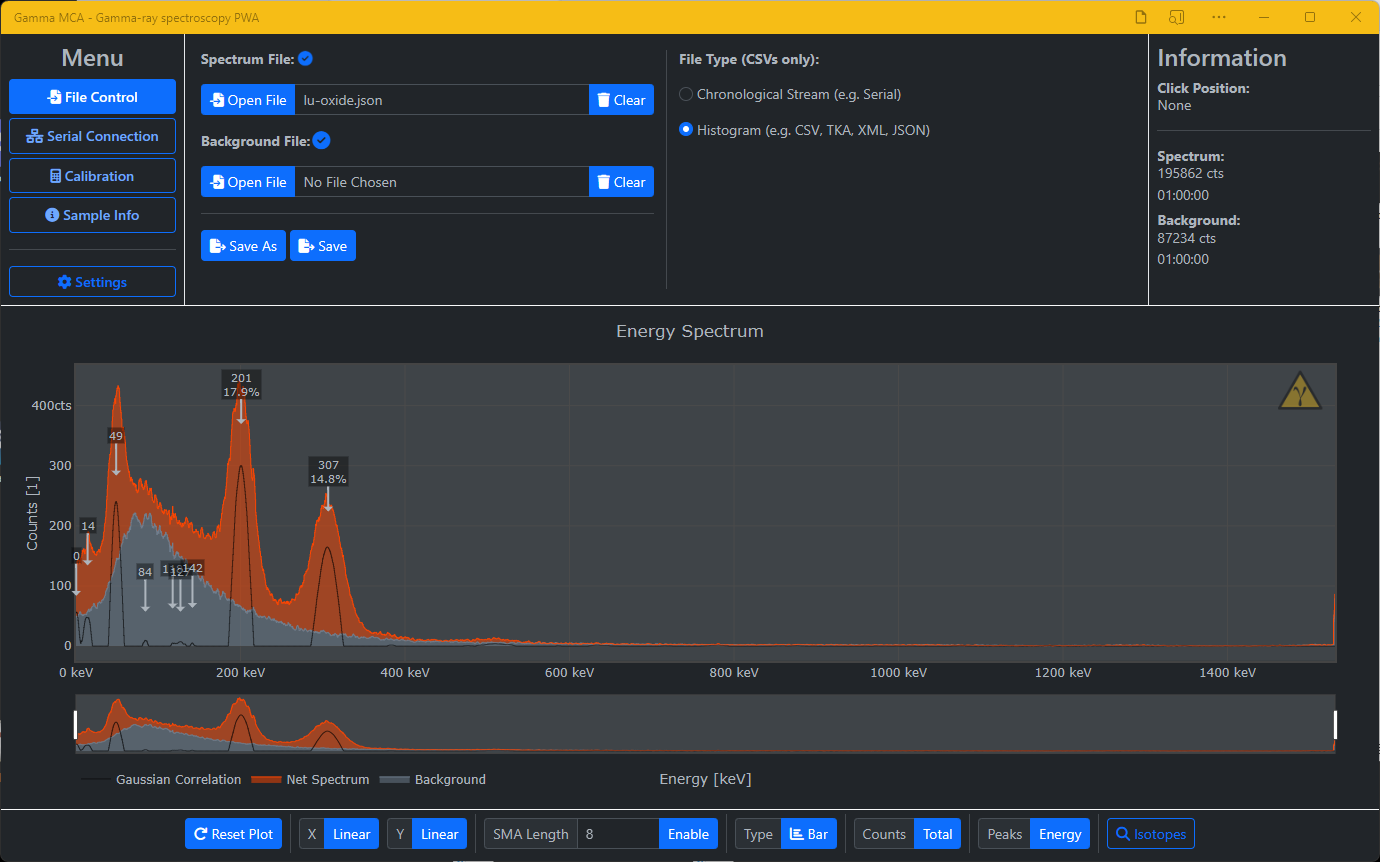 Gamma MCA - Gamma-ray spectroscopy PWA
Menu
File Control
Serial Connection
Calibration
Sample Info
Settings
Spectrum File:
Open File lu-oxide.json Clear
Background File:
Open File No File Chosen Clear
Save As Save
File Type (CSVs only):
Chronological Stream (e.g. Serial)
Histogram (e.g. CSV, TKA, XML, JSON)
Information
Click Position:
None
Spectrum:
195862 cts
01:00:00
Background:
87234 cts
01:00:00
Energy Spectrum
Counts [1]
400cts
300
200
100
0
201
17.9%
49
307
14.8%
14
0
84
142
γ
0 keV 200 keV 400 keV 600 keV 800 keV 1000 keV 1200 keV 1400 keV
Gaussian Correlation Net Spectrum Background
Energy [keV]
Reset Plot X Linear Y Linear SMA Length 8 Enable Type Bar Counts Total Peaks Energy Isotopes